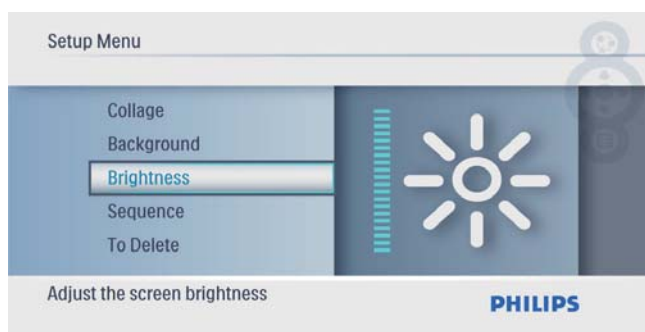 Setup Menu
Collage
Background
Brightness
Sequence
To Delete
Adjust the screen brightness
PHILIPS